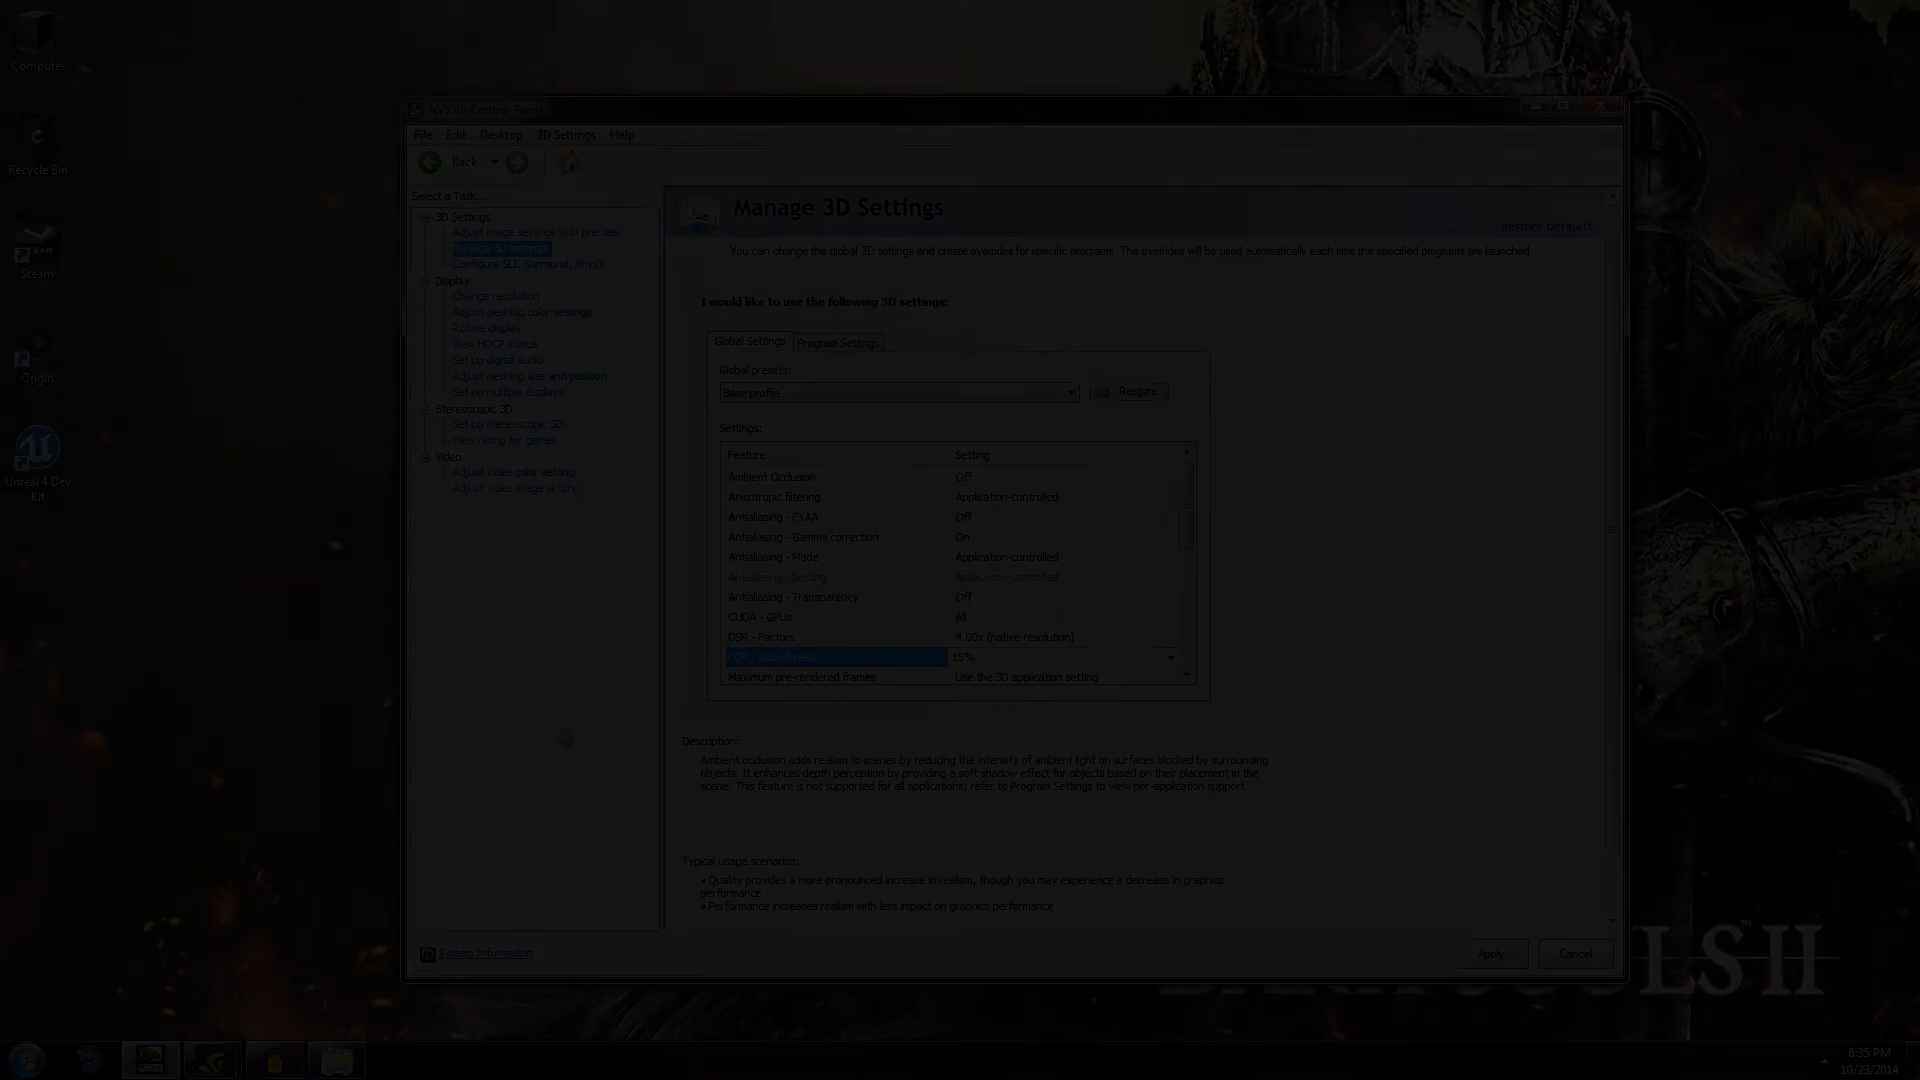 Computer
Recycle Bin
STEAM
Steam
Origin
Unreal 4 Dev
Kit
NVIDIA Control Panel
File Edit Desktop 3D Settings Help
Back
Select a Task...
3D Settings
Adjust image settings with preview
Manage 3D settings
Configure SLI, Surround, PhysX
Display
Change resolution
Adjust desktop color settings
Rotate display
View HDCP status
Set up digital audio
Adjust desktop size and position
Set up multiple displays
Stereoscopic 3D
Set up stereoscopic 3D
View rating for games
Video
Adjust video color setting
Adjust video image setting
System Information
Manage 3D Settings
Restore Defaults
You can change the global 3D settings and create overrides for specific programs. The overrides will be used automatically each time the specified programs are launched.
I would like to use the following 3D settings:
Global Settings Program Settings
Global presets:
Base profile Restore
Settings:
Feature Setting
Ambient Occlusion Off
Anisotropic filtering Application-controlled
Antialiasing - FXAA Off
Antialiasing - Gamma correction On
Antialiasing - Mode Application-controlled
Antialiasing - Setting Application-controlled
Antialiasing - Transparency Off
CUDA - GPUs All
DSR - Factors 4.00x (native resolution)
DSR - Smoothness 15%
Maximum pre-rendered frames Use the 3D application setting
Description:
Ambient occlusion adds realism to scenes by reducing the intensity of ambient light on surfaces blocked by surrounding
objects. It enhances depth perception by providing a soft shadow effect for objects based on their placement in the
scene. This feature is not supported for all applications; refer to Program Settings to view per-application support.
Typical usage scenarios:
• Quality provides a more pronounced increase in realism, though you may experience a decrease in graphics
performance
• Performance increases realism with less impact on graphics performance
Apply Cancel
LS II
™
6:35 PM
10/23/2014